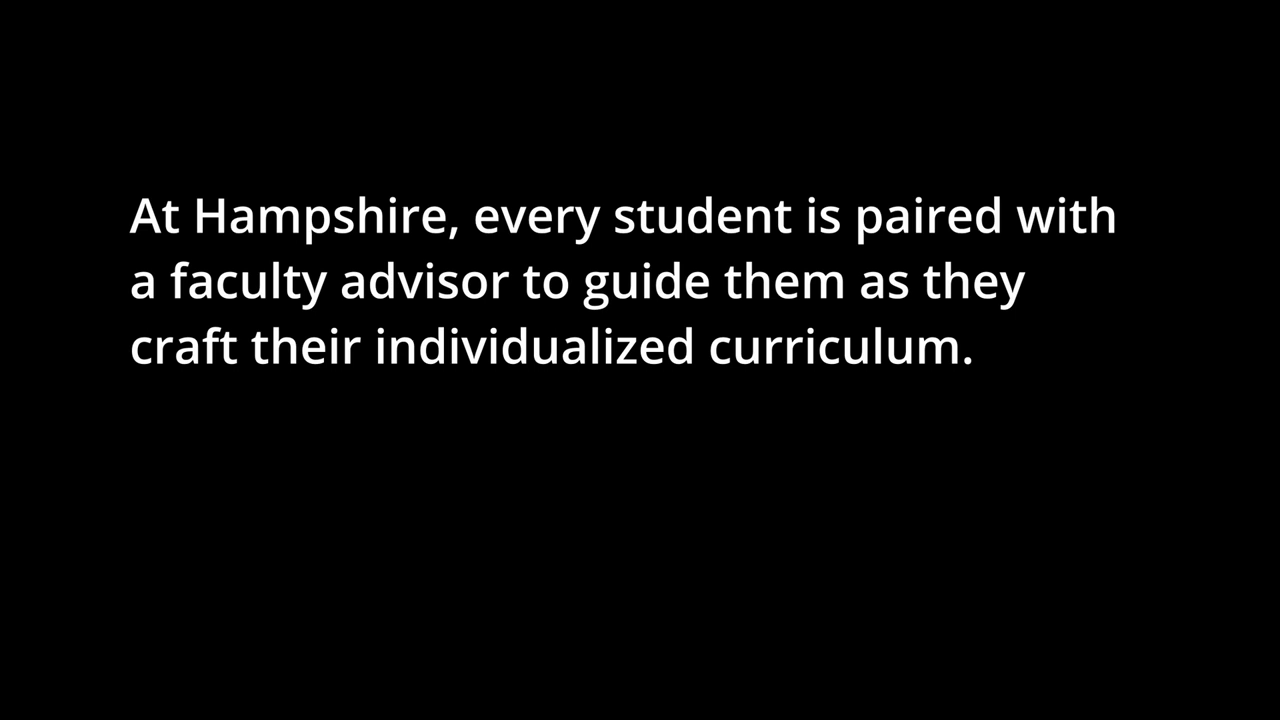 At Hampshire, every student is paired with
a faculty advisor to guide them as they
craft their individualized curriculum.